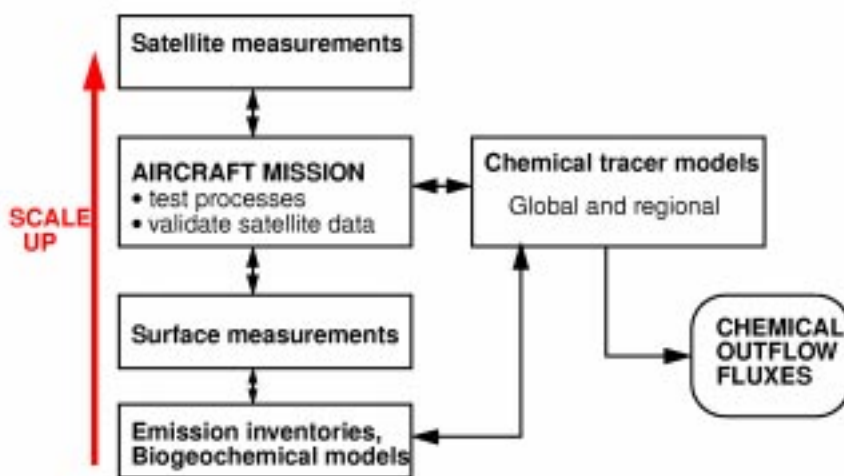 Satellite measurements
AIRCRAFT MISSION
• test processes
• validate satellite data
Chemical tracer models
Global and regional
SCALE
UP
Surface measurements
CHEMICAL
OUTFLOW
FLUXES
Emission inventories,
Biogeochemical models